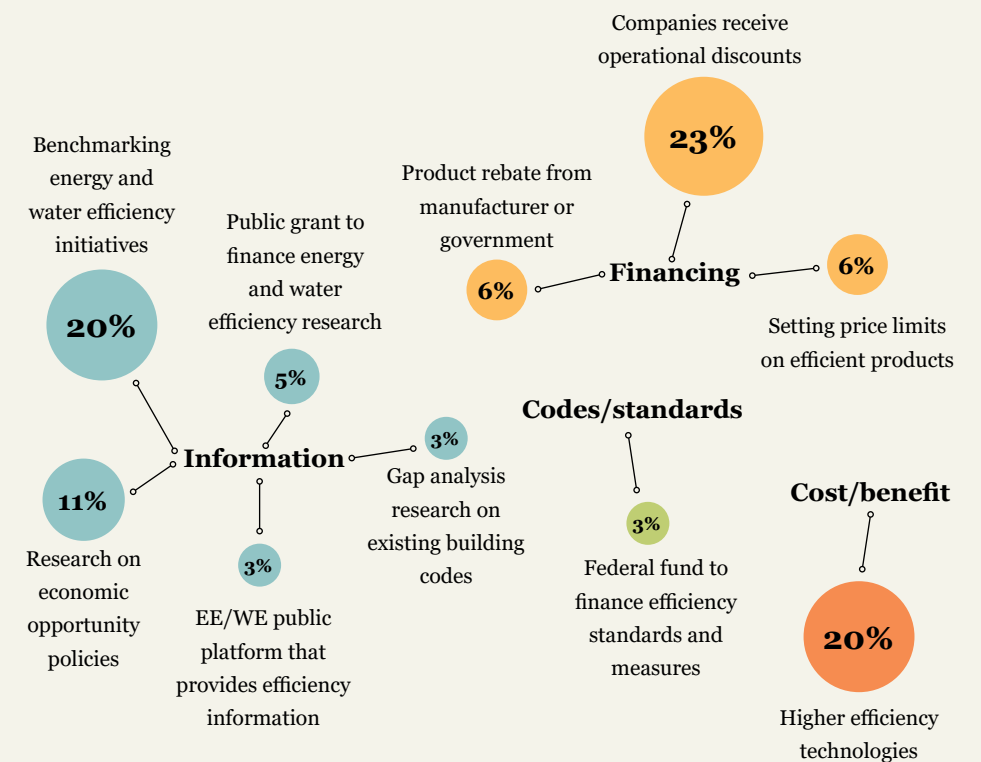 Companies receive
operational discounts
23%
Product rebate from
manufacturer or
government
6%
Financing
6%
Setting price limits
on efficient products
Benchmarking
energy and
water efficiency
initiatives
20%
Public grant to
finance energy
and water
efficiency research
5%
Information
3%
Gap analysis
research on
existing building
codes
11%
Research on
economic
opportunity
policies
3%
EE/WE public
platform that
provides efficiency
information
Codes/standards
3%
Federal fund to
finance efficiency
standards and
measures
Cost/benefit
20%
Higher efficiency
technologies